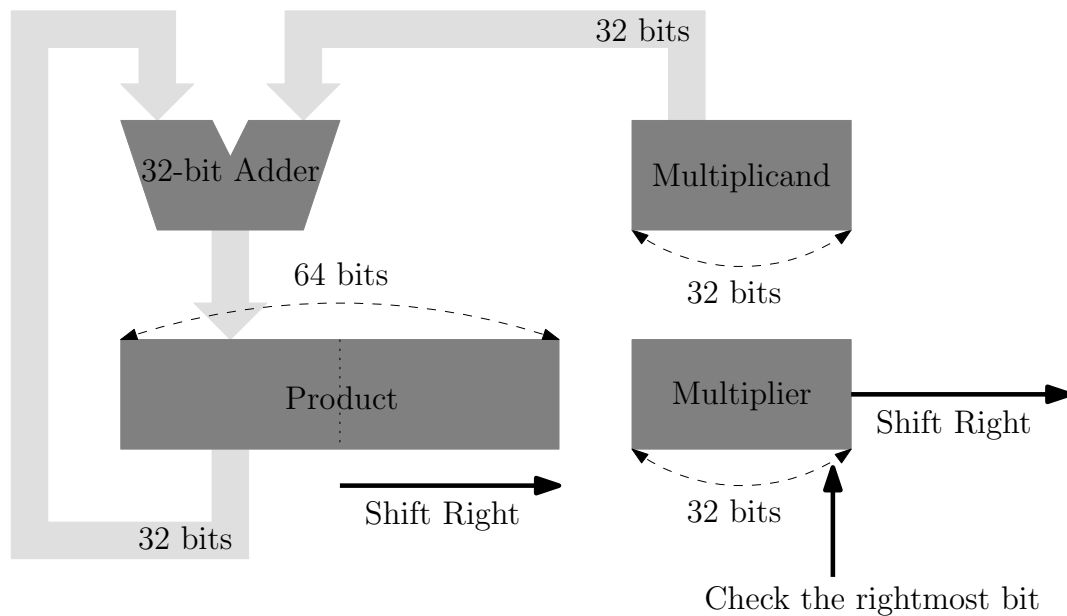 32 bits
32-bit Adder
Multiplicand
64 bits
32 bits
Product
Multiplier
Shift Right
Shift Right
32 bits
32 bits
Check the rightmost bit